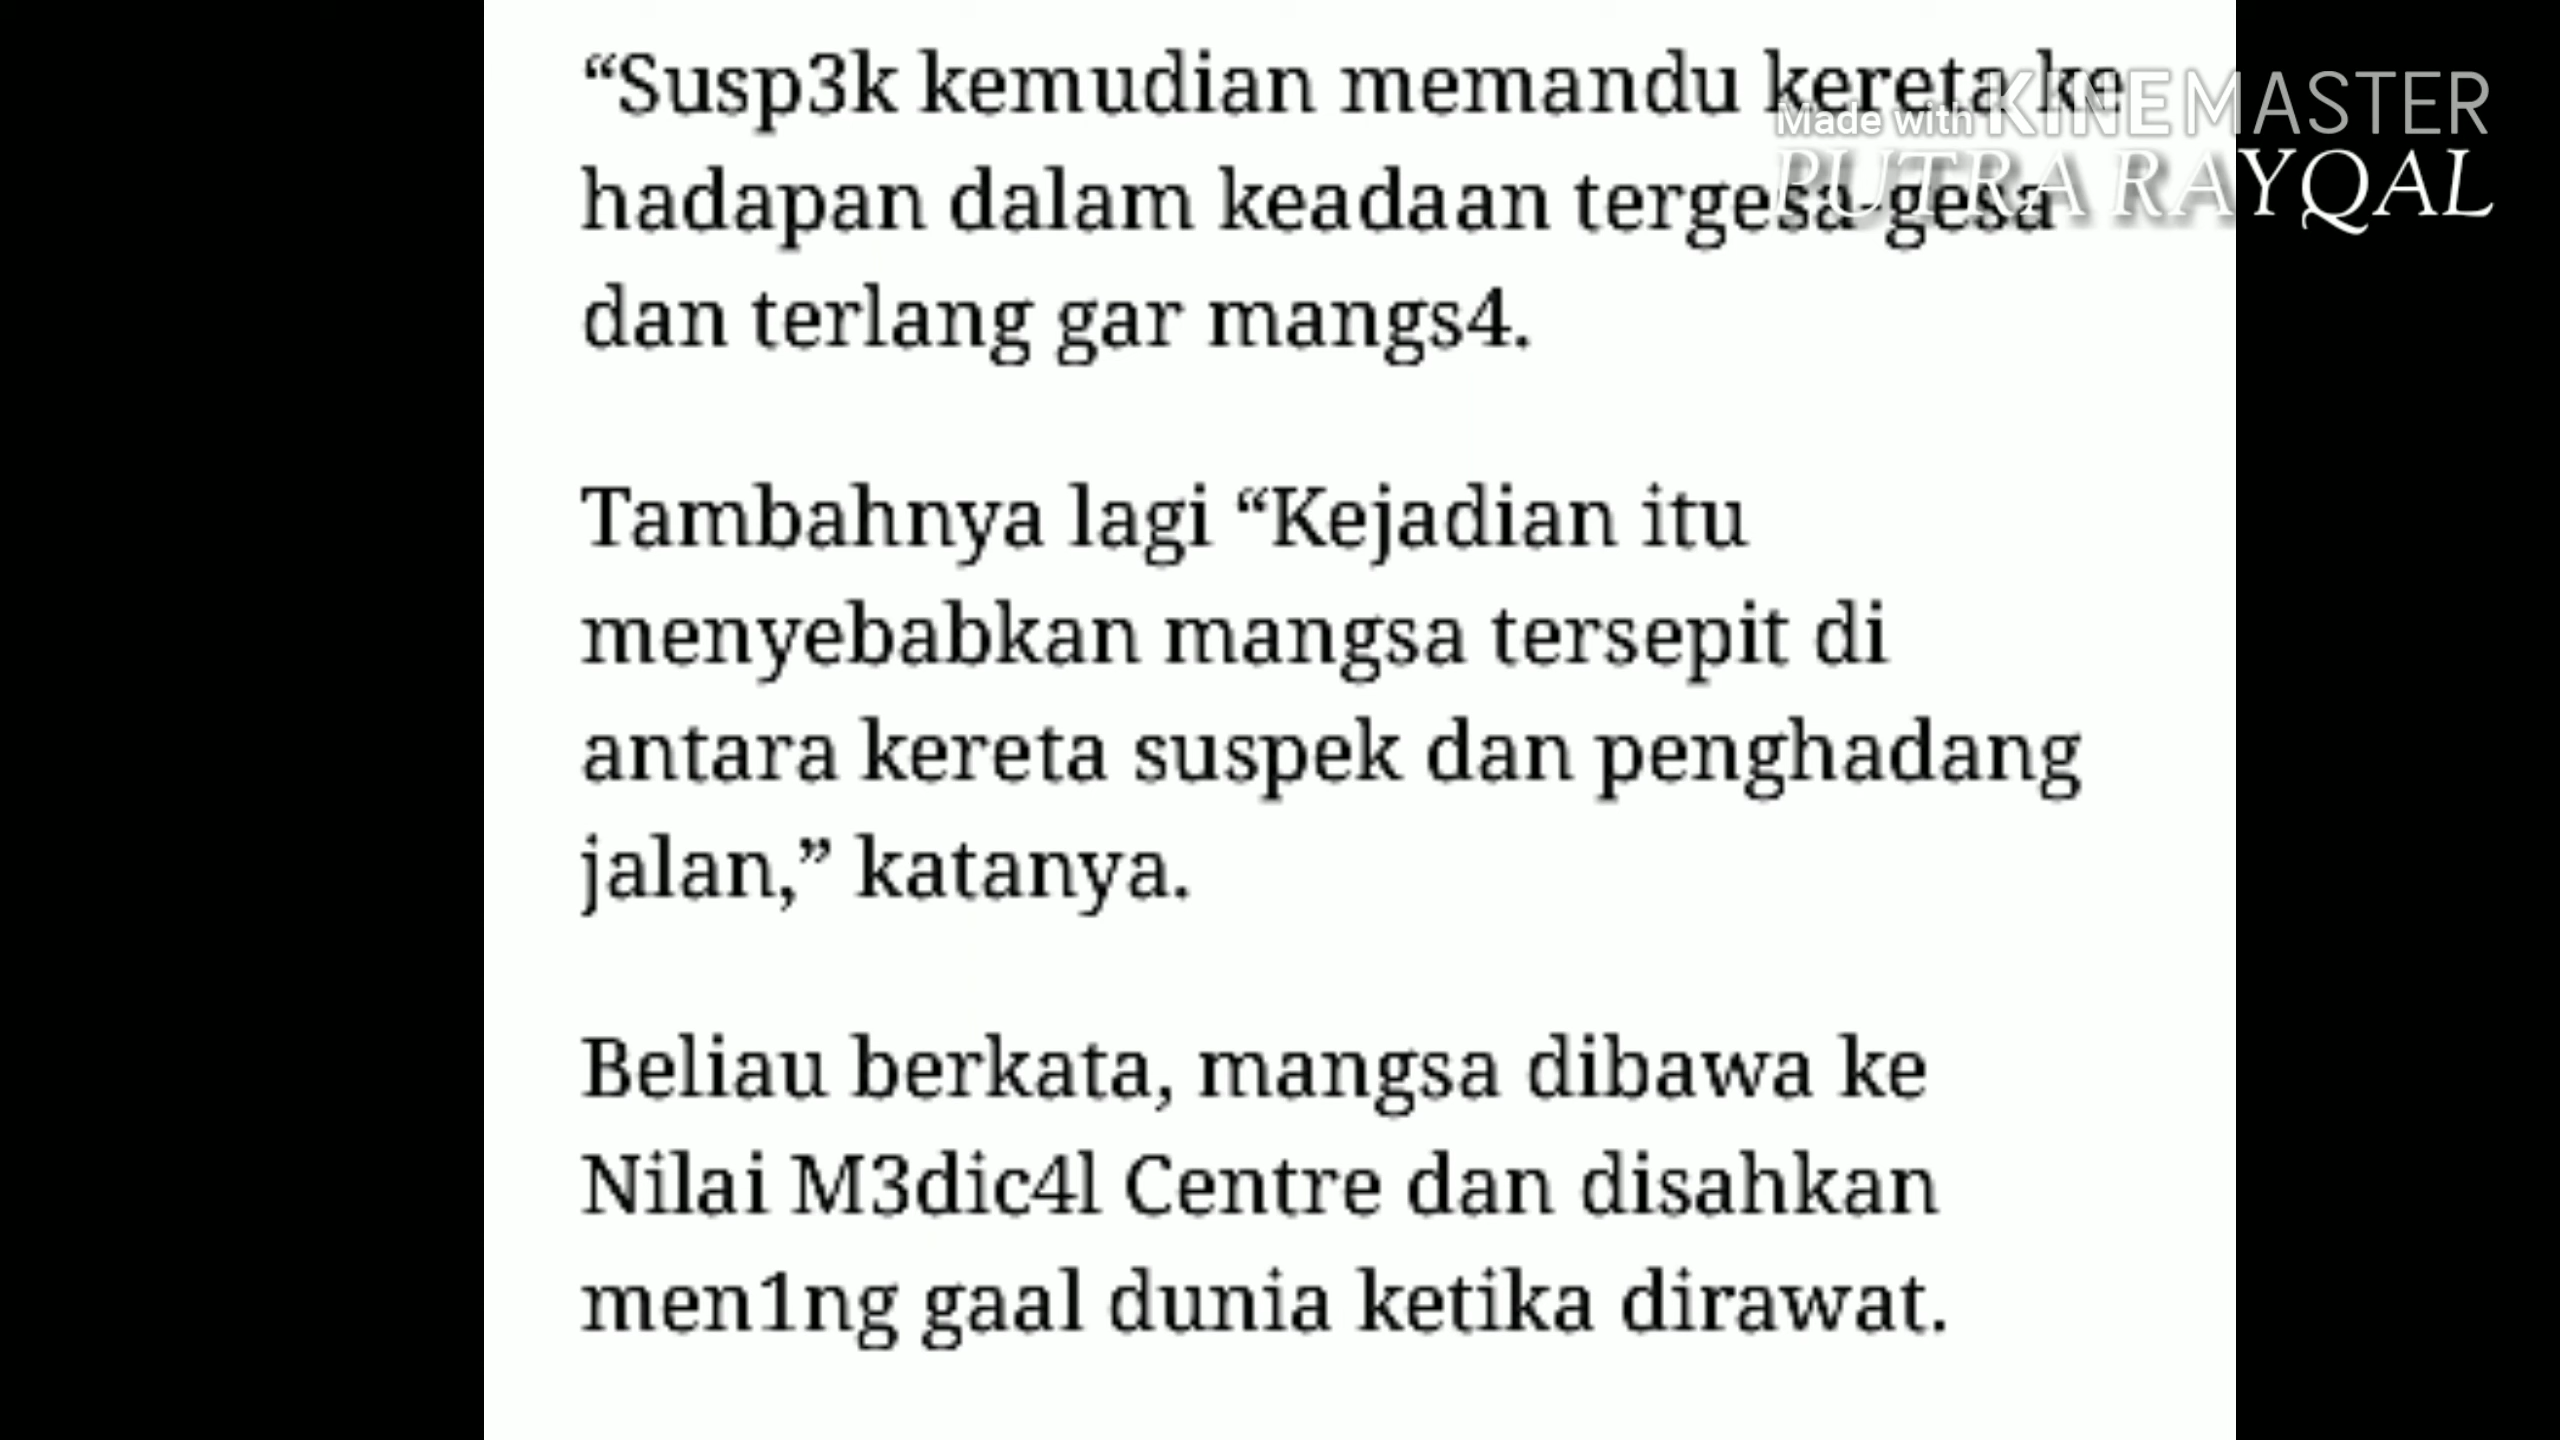 “Susp3k kemudian memandu kereta ke
Made with KINEMASTER
PUTRA RAYQAL
hadapan dalam keadaan tergesa-gesa
dan terlang gar mangs4.
Tambahnya lagi “Kejadian itu
menyebabkan mangsa tersepit di
antara kereta suspek dan penghadang
jalan,” katanya.
Beliau berkata, mangsa dibawa ke
Nilai M3dic4l Centre dan disahkan
men1ng gaal dunia ketika dirawat.